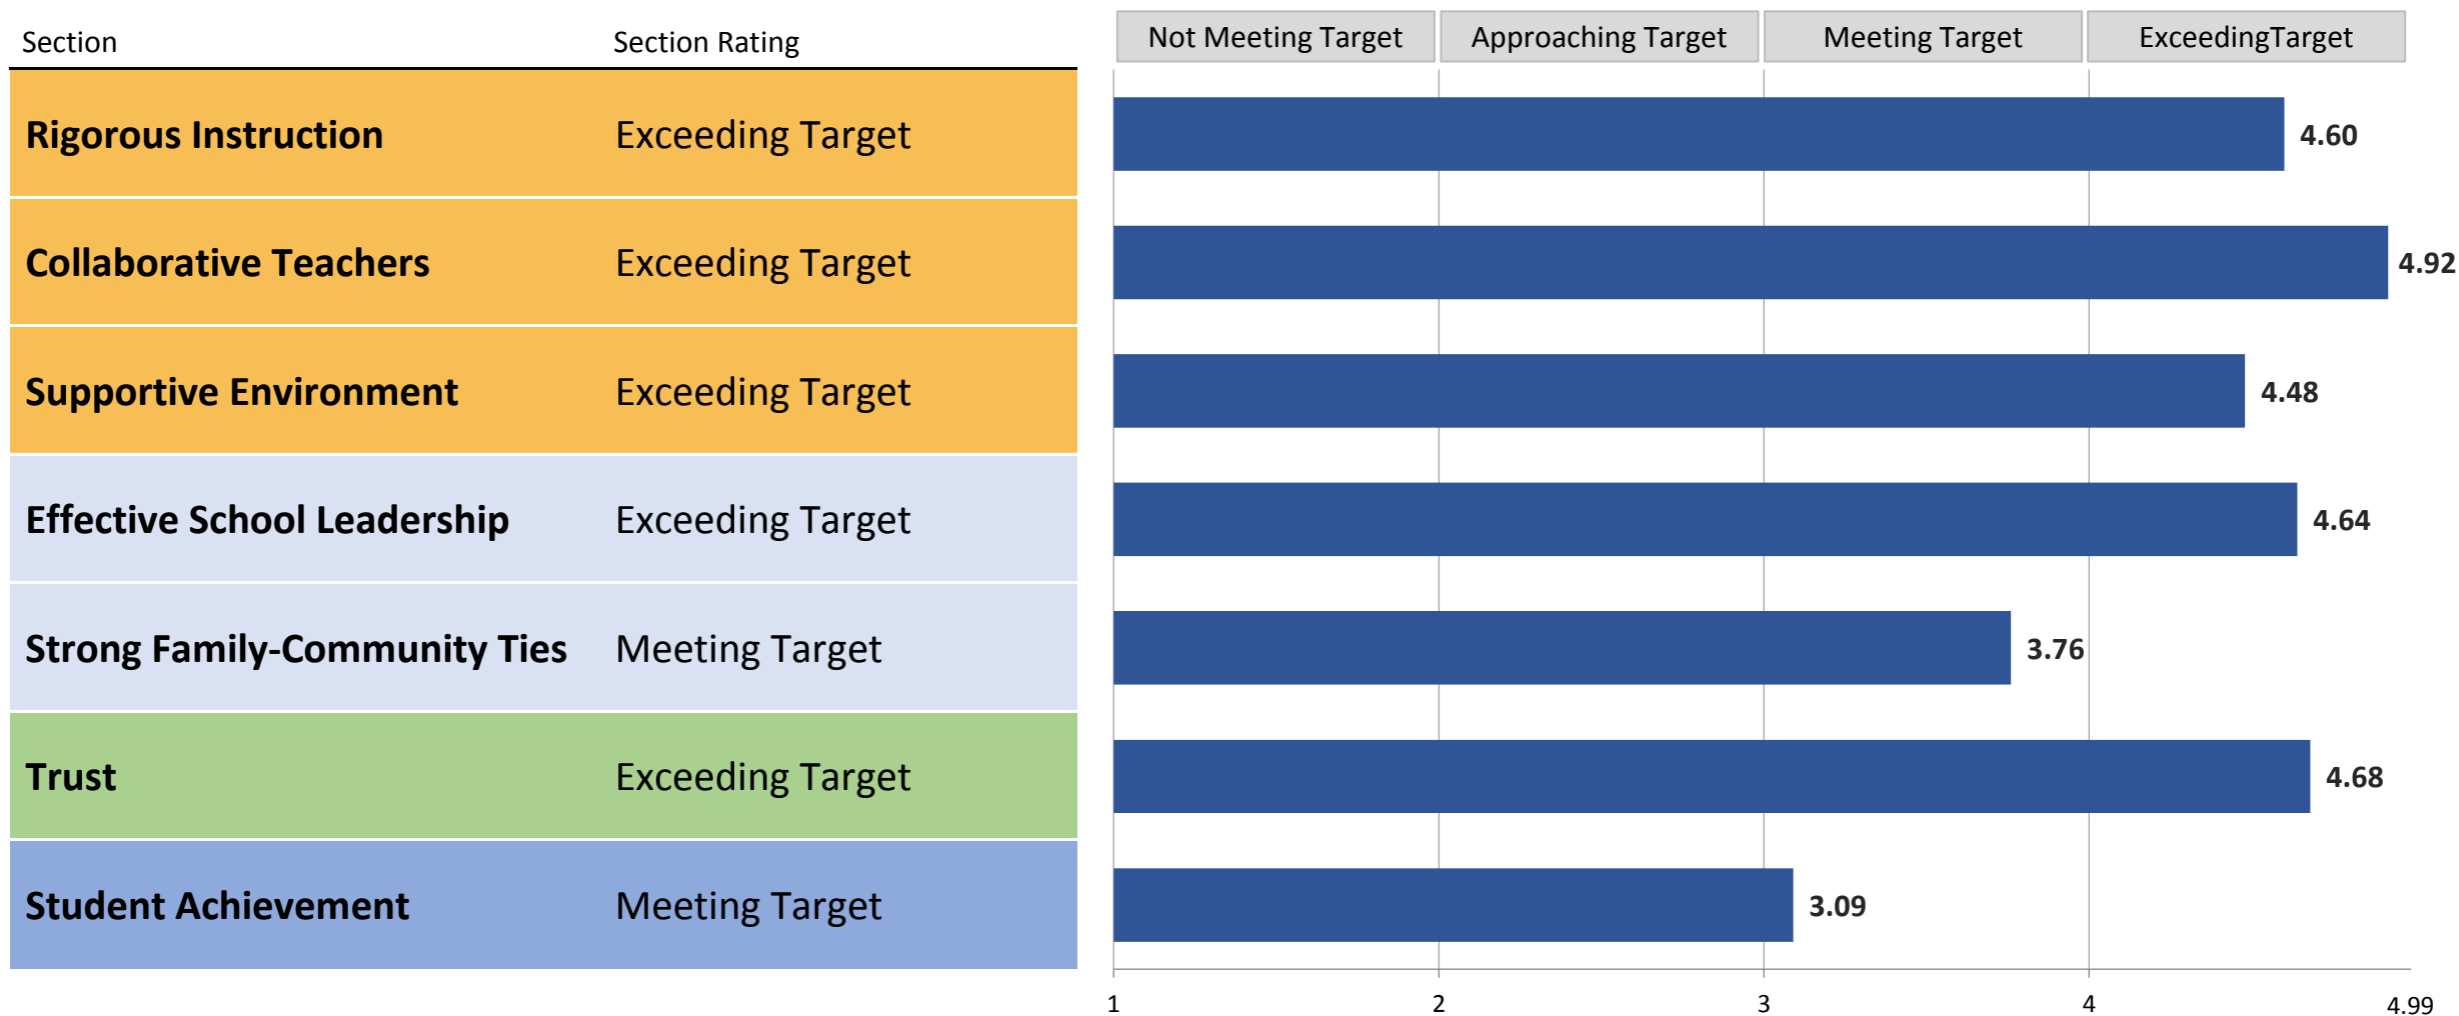 Section Section Rating Not Meeting Target Approaching Target Meeting Target ExceedingTarget
Rigorous Instruction Exceeding Target 4.60
Collaborative Teachers Exceeding Target 4.92
Supportive Environment Exceeding Target 4.48
Effective School Leadership Exceeding Target 4.64
Strong Family-Community Ties Meeting Target 3.76
Trust Exceeding Target 4.68
Student Achievement Meeting Target 3.09
1 2 3 4 4.99